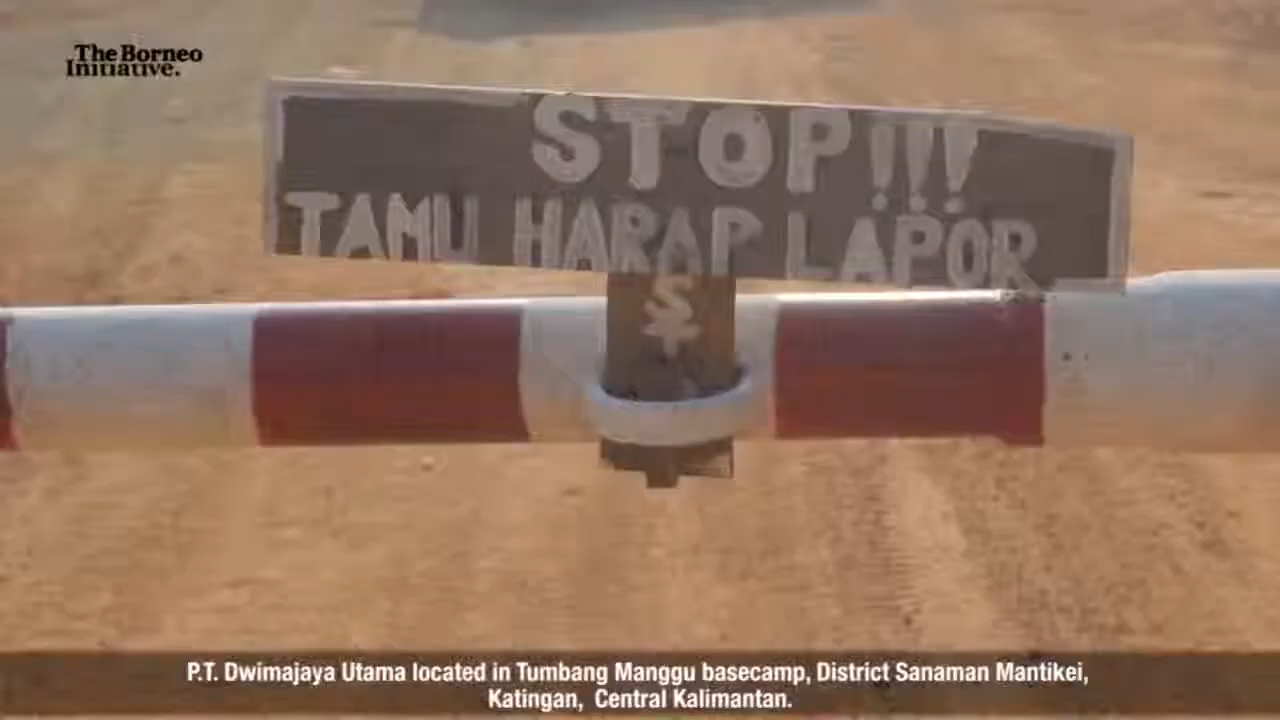 The Borneo
Initiative.
STOP!!!
TAMU HARAP LAPOR
P.T. Dwimajaya Utama located in Tumbang Manggu basecamp, District Sanaman Mantikei,
Katingan, Central Kalimantan.